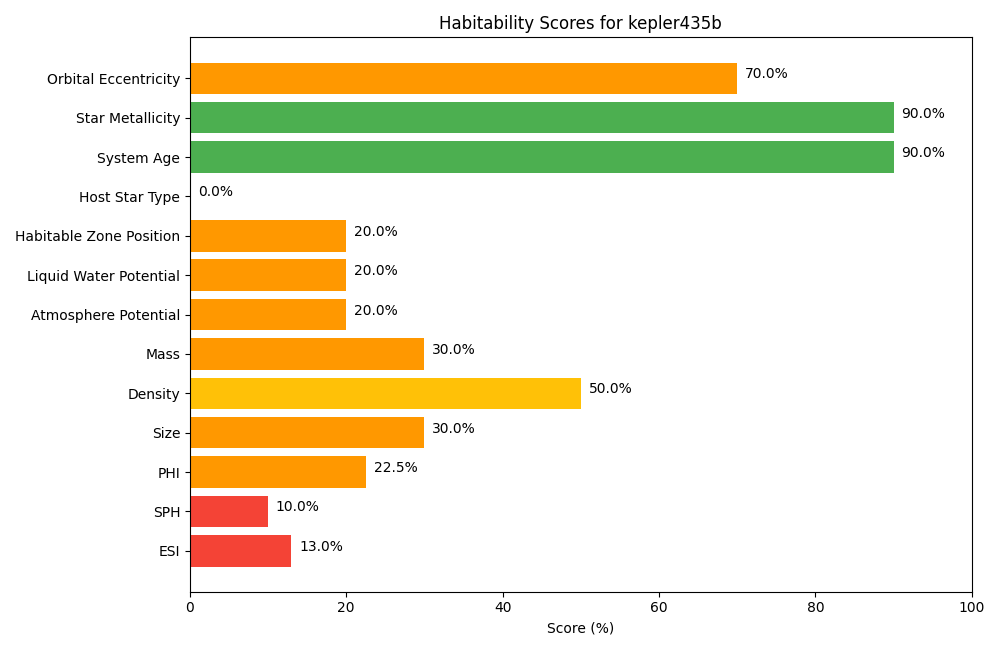 Habitability Scores for kepler435b
Orbital Eccentricity 70.0%
Star Metallicity 90.0%
System Age 90.0%
Host Star Type 0.0%
Habitable Zone Position 20.0%
Liquid Water Potential 20.0%
Atmosphere Potential 20.0%
Mass 30.0%
Density 50.0%
Size 30.0%
PHI 22.5%
SPH 10.0%
ESI 13.0%
0 20 40 60 80 100
Score (%)